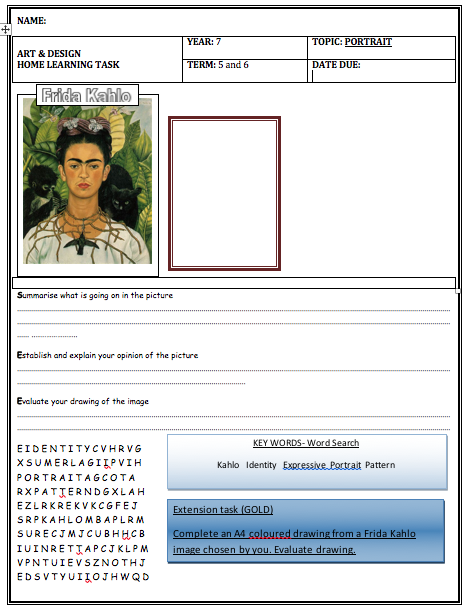 NAME:
ART & DESIGN
HOME LEARNING TASK
YEAR: 7
TOPIC: PORTRAIT
TERM: 5 and 6
DATE DUE:
Frida Kahlo
Summarise what is going on in the picture
Establish and explain your opinion of the picture
Evaluate your drawing of the image
EIDENTITYCVHRVG
XSUMERLAGIIPVIH
PORTRAITAGCOTA
RXPATTERNDGXLAH
EZLRKREKVKCGFEJ
SRPKAHLOMBAPLRM
SURECJMJCUBHHCB
IUINRETTAPCJKLPM
VPNTUIEVSZNOTHJ
EDSVTYUIIOJHWQD
KEY WORDS- Word Search
Kahlo Identity Expressive Portrait Pattern
Extension task (GOLD)
Complete an A4 coloured drawing from a Frida Kahlo
image chosen by you. Evaluate drawing.